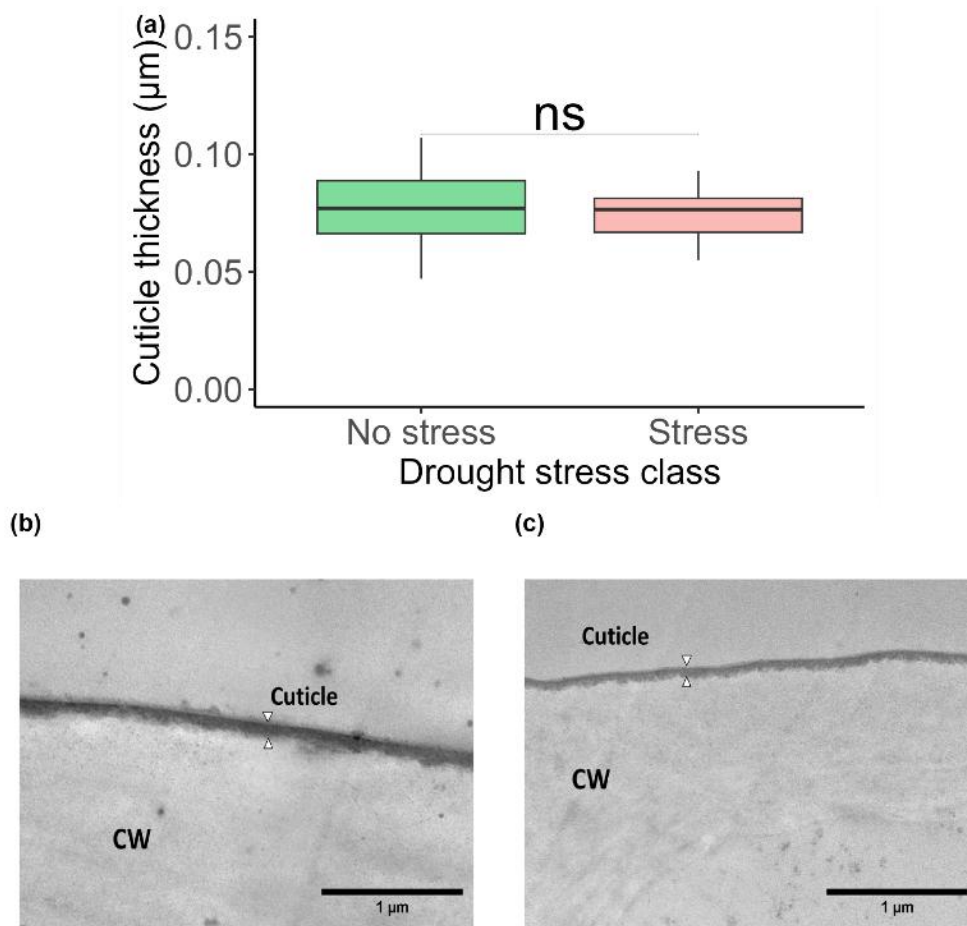 (a)
0.15
0.10
0.05
0.00
Cuticle thickness (µm)
ns
No stress
Stress
Drought stress class
(b)
(c)
Cuticle
CW
1 µm
Cuticle
CW
1 µm